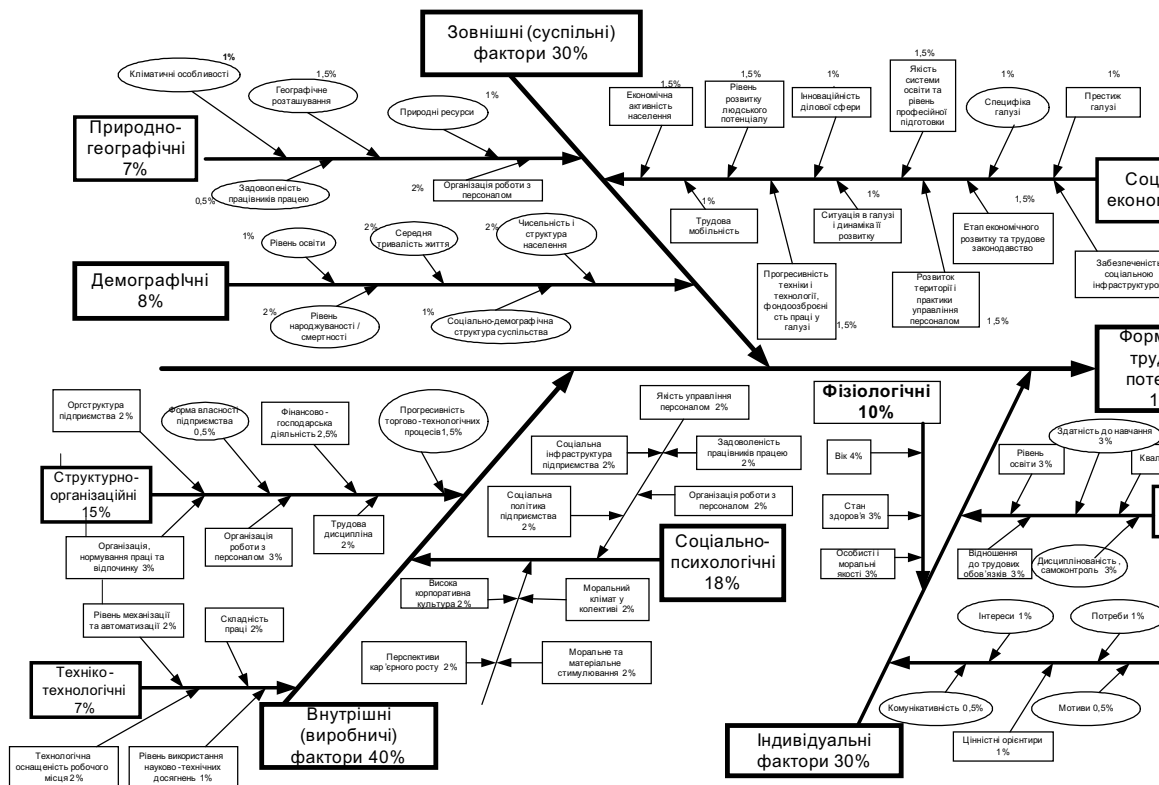 Зовнішні (суспільні)
фактори 30%
1%
Кліматичні особливості
1,5%
Географічне
розташування
1%
Природні ресурси
Природно-
географічні
7%
0,5%
Задоволеність
працівників працею
2%
Організація роботи з
персоналом
1,5%
Економічна
активність
населення
1,5%
Рівень
розвитку
людського
потенціалу
1%
Інноваційність
ділової сфери
1,5%
Якість
системи
освіти та
рівень
професійної
підготовки
1%
Специфіка
галузі
1%
Престиж
галузі
Соц
економ
1%
Трудова
мобільність
Прогресивність
техніки і
технології,
фондоозброєні
сть праці у
галузі
1,5%
1%
Ситуація в галузі
і динаміка її
розвитку
Розвиток
території і
практики
управління
персоналом
1,5%
1,5%
Етап економічного
розвитку та трудове
законодавство
Забезпеченість
соціальною
інфраструктуро
1%
Рівень освіти
2%
Середня
тривалість життя
2%
Чисельність і
структура
населення
Демографічні
8%
2%
Рівень
народжуваності /
смертності
1%
Соціально-демографічна
структура суспільства
Форм
труд
поте
1
Оргструктура
підприємства 2%
Форма власності
підприємства
0,5%
Фінансово-
господарська
діяльність 2,5%
Прогресивність
торгово-технологічних
процесів 1,5%
Структурно-
організаційні
15%
Організація,
нормування праці та
відпочинку 3%
Організація
роботи з
персоналом 3%
Трудова
дисципліна
2%
Якість управління
персоналом 2%
Соціальна
інфраструктура
підприємства 2%
Задоволеність
працівників працею
2%
Соціальна
політика
підприємства
2%
Організація роботи з
персоналом 2%
Соціально-
психологічні
18%
Висока
корпоративна
культура 2%
Моральний
клімат у
колективі 2%
Перспективи
кар'єрного росту 2%
Моральне та
матеріальне
стимулювання 2%
Фізіологічні
10%
Вік 4%
Стан
здоров'я 3%
Особисті і
моральні
якості 3%
Здатність до навчання
3%
Рівень
освіти 3%
Квал
Відношення
до трудових
обов'язків 3%
Дисциплінованість,
самоконтроль 3%
Рівень механізації
та автоматизації 2%
Складність
праці 2%
Техніко-
технологічні
7%
Технологічна
оснащеність робочого
місця 2%
Рівень використання
науково-технічних
досягнень 1%
Внутрішні
(виробничі)
фактори 40%
Інтереси 1%
Потреби 1%
Комунікативність 0,5%
Мотиви 0,5%
Цінністні орієнтири
1%
Індивідуальні
фактори 30%